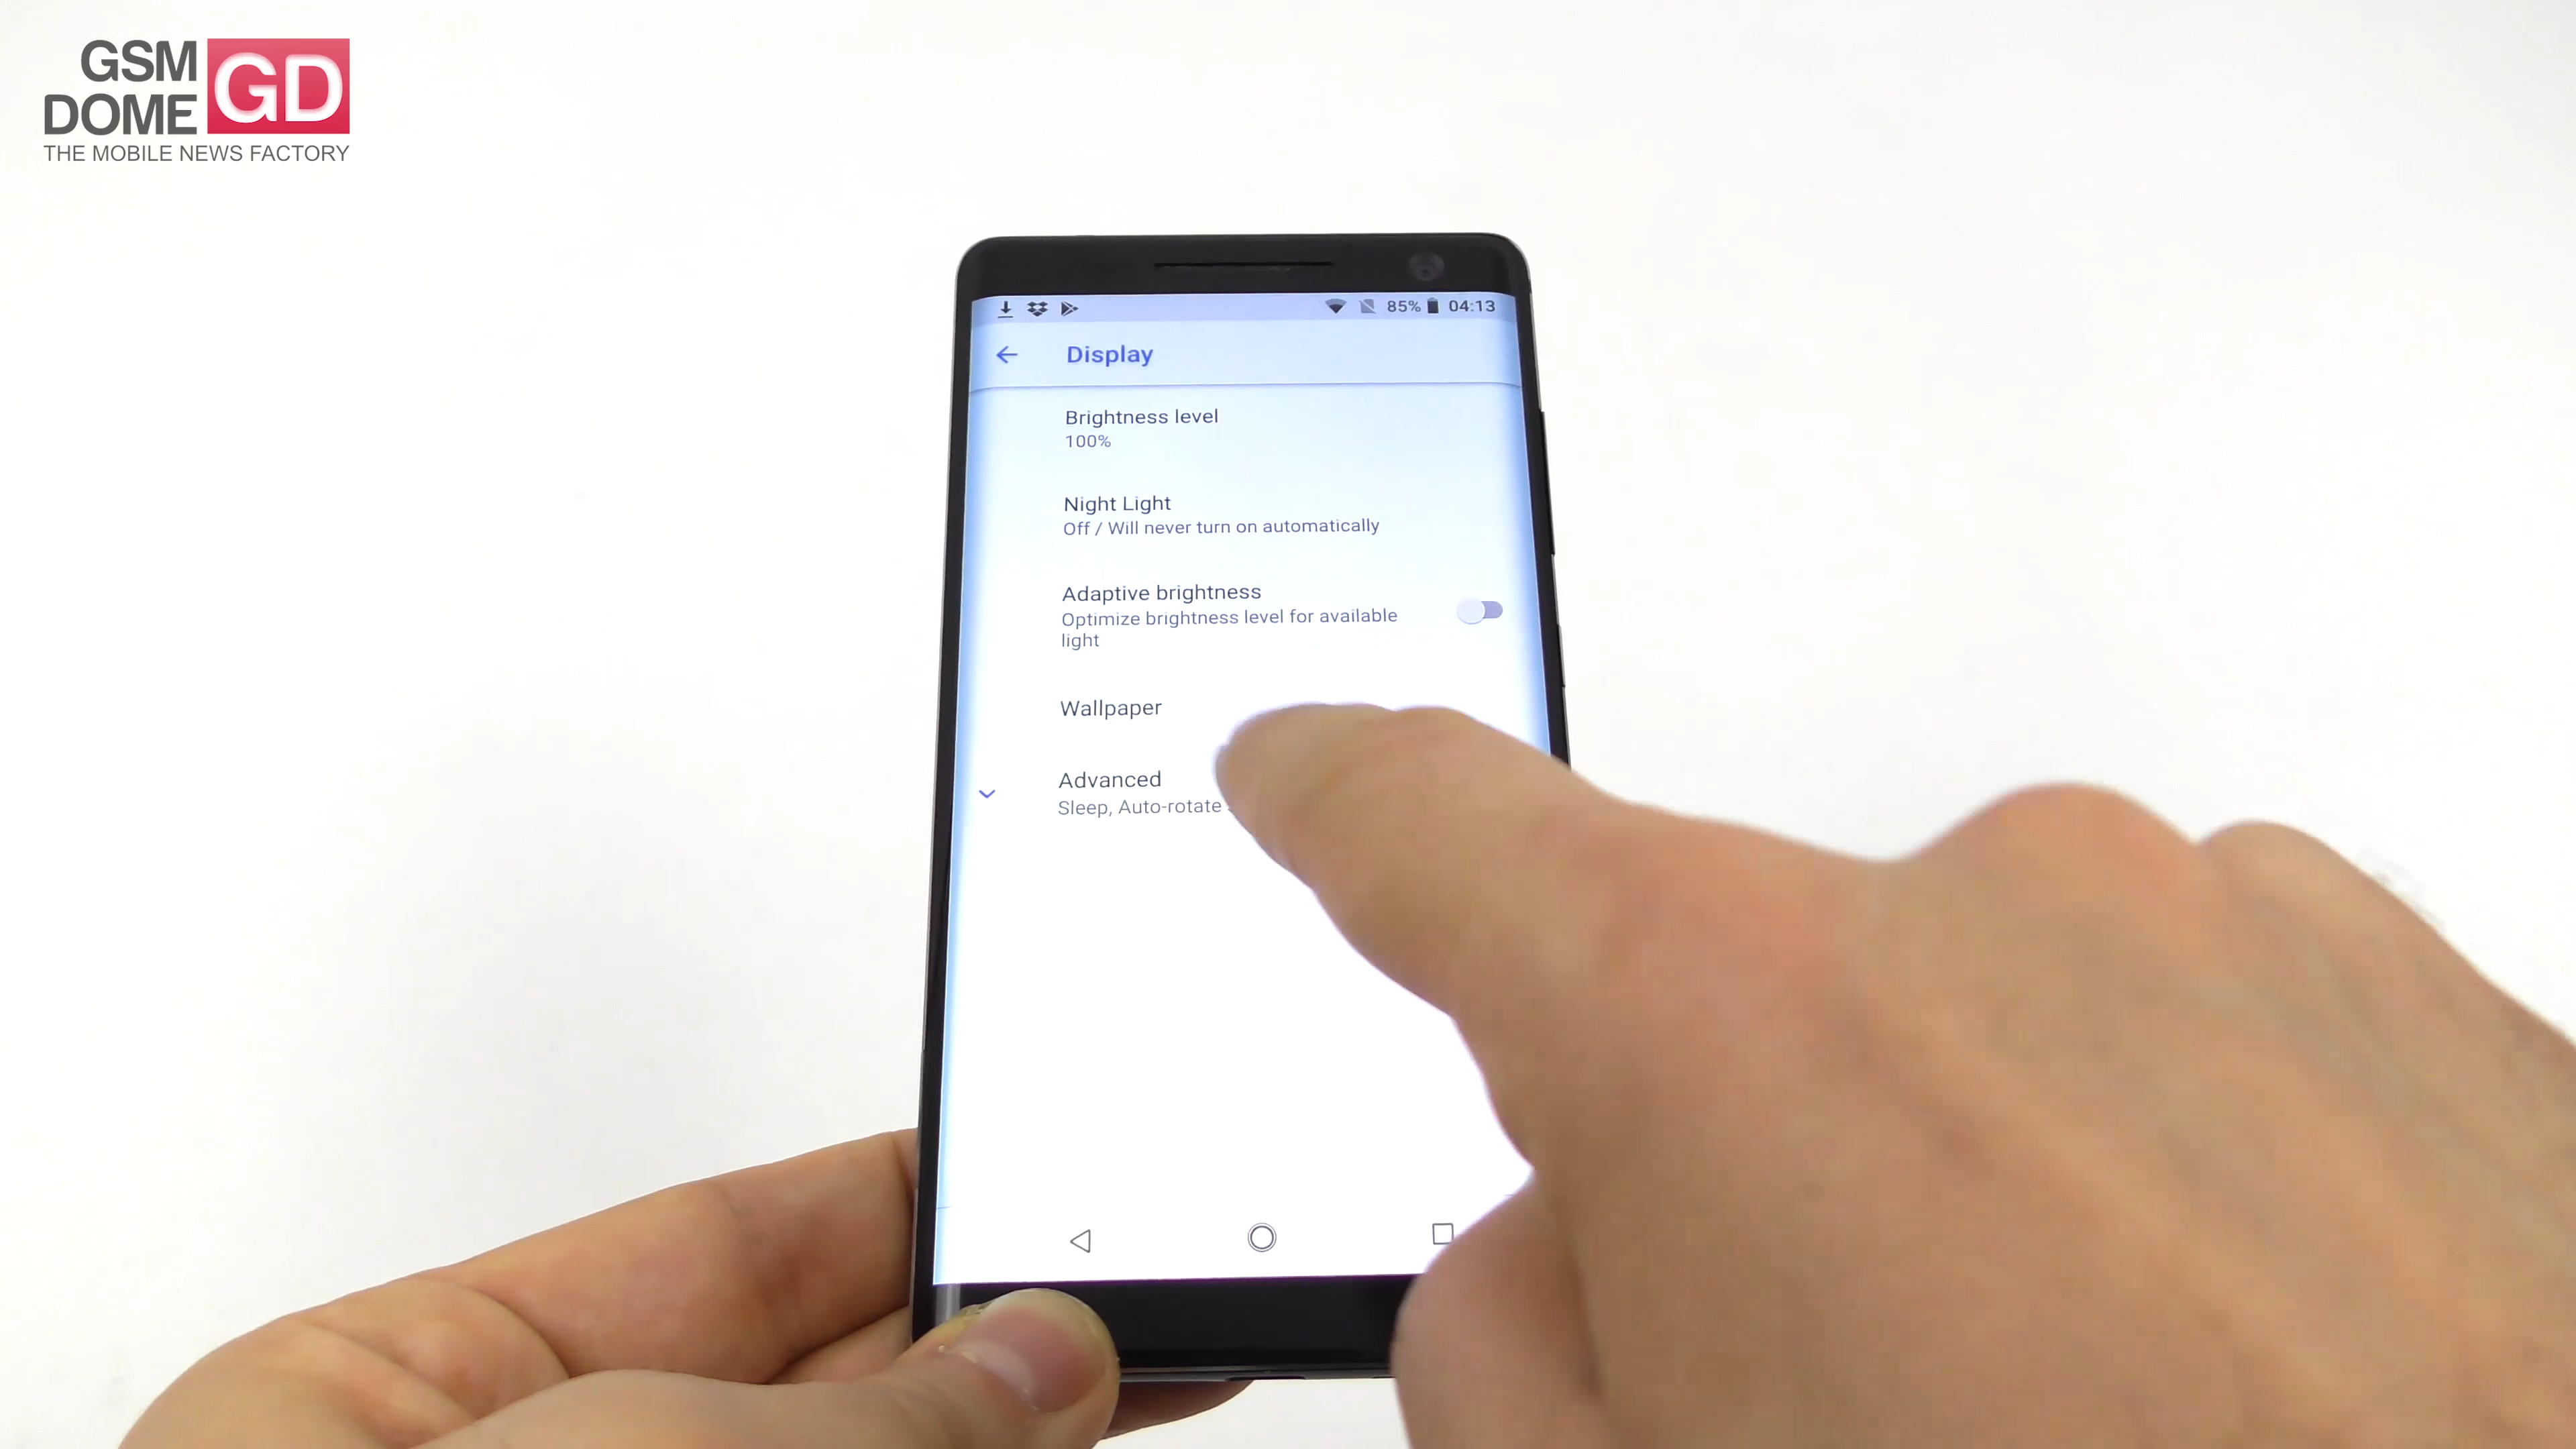 GSM
DOME
GD
THE MOBILE NEWS FACTORY
85% 04:13
Display
Brightness level
100%
Night Light
Off / Will never turn on automatically
Adaptive brightness
Optimize brightness level for available
light
Wallpaper
Advanced
Sleep, Auto-rotate